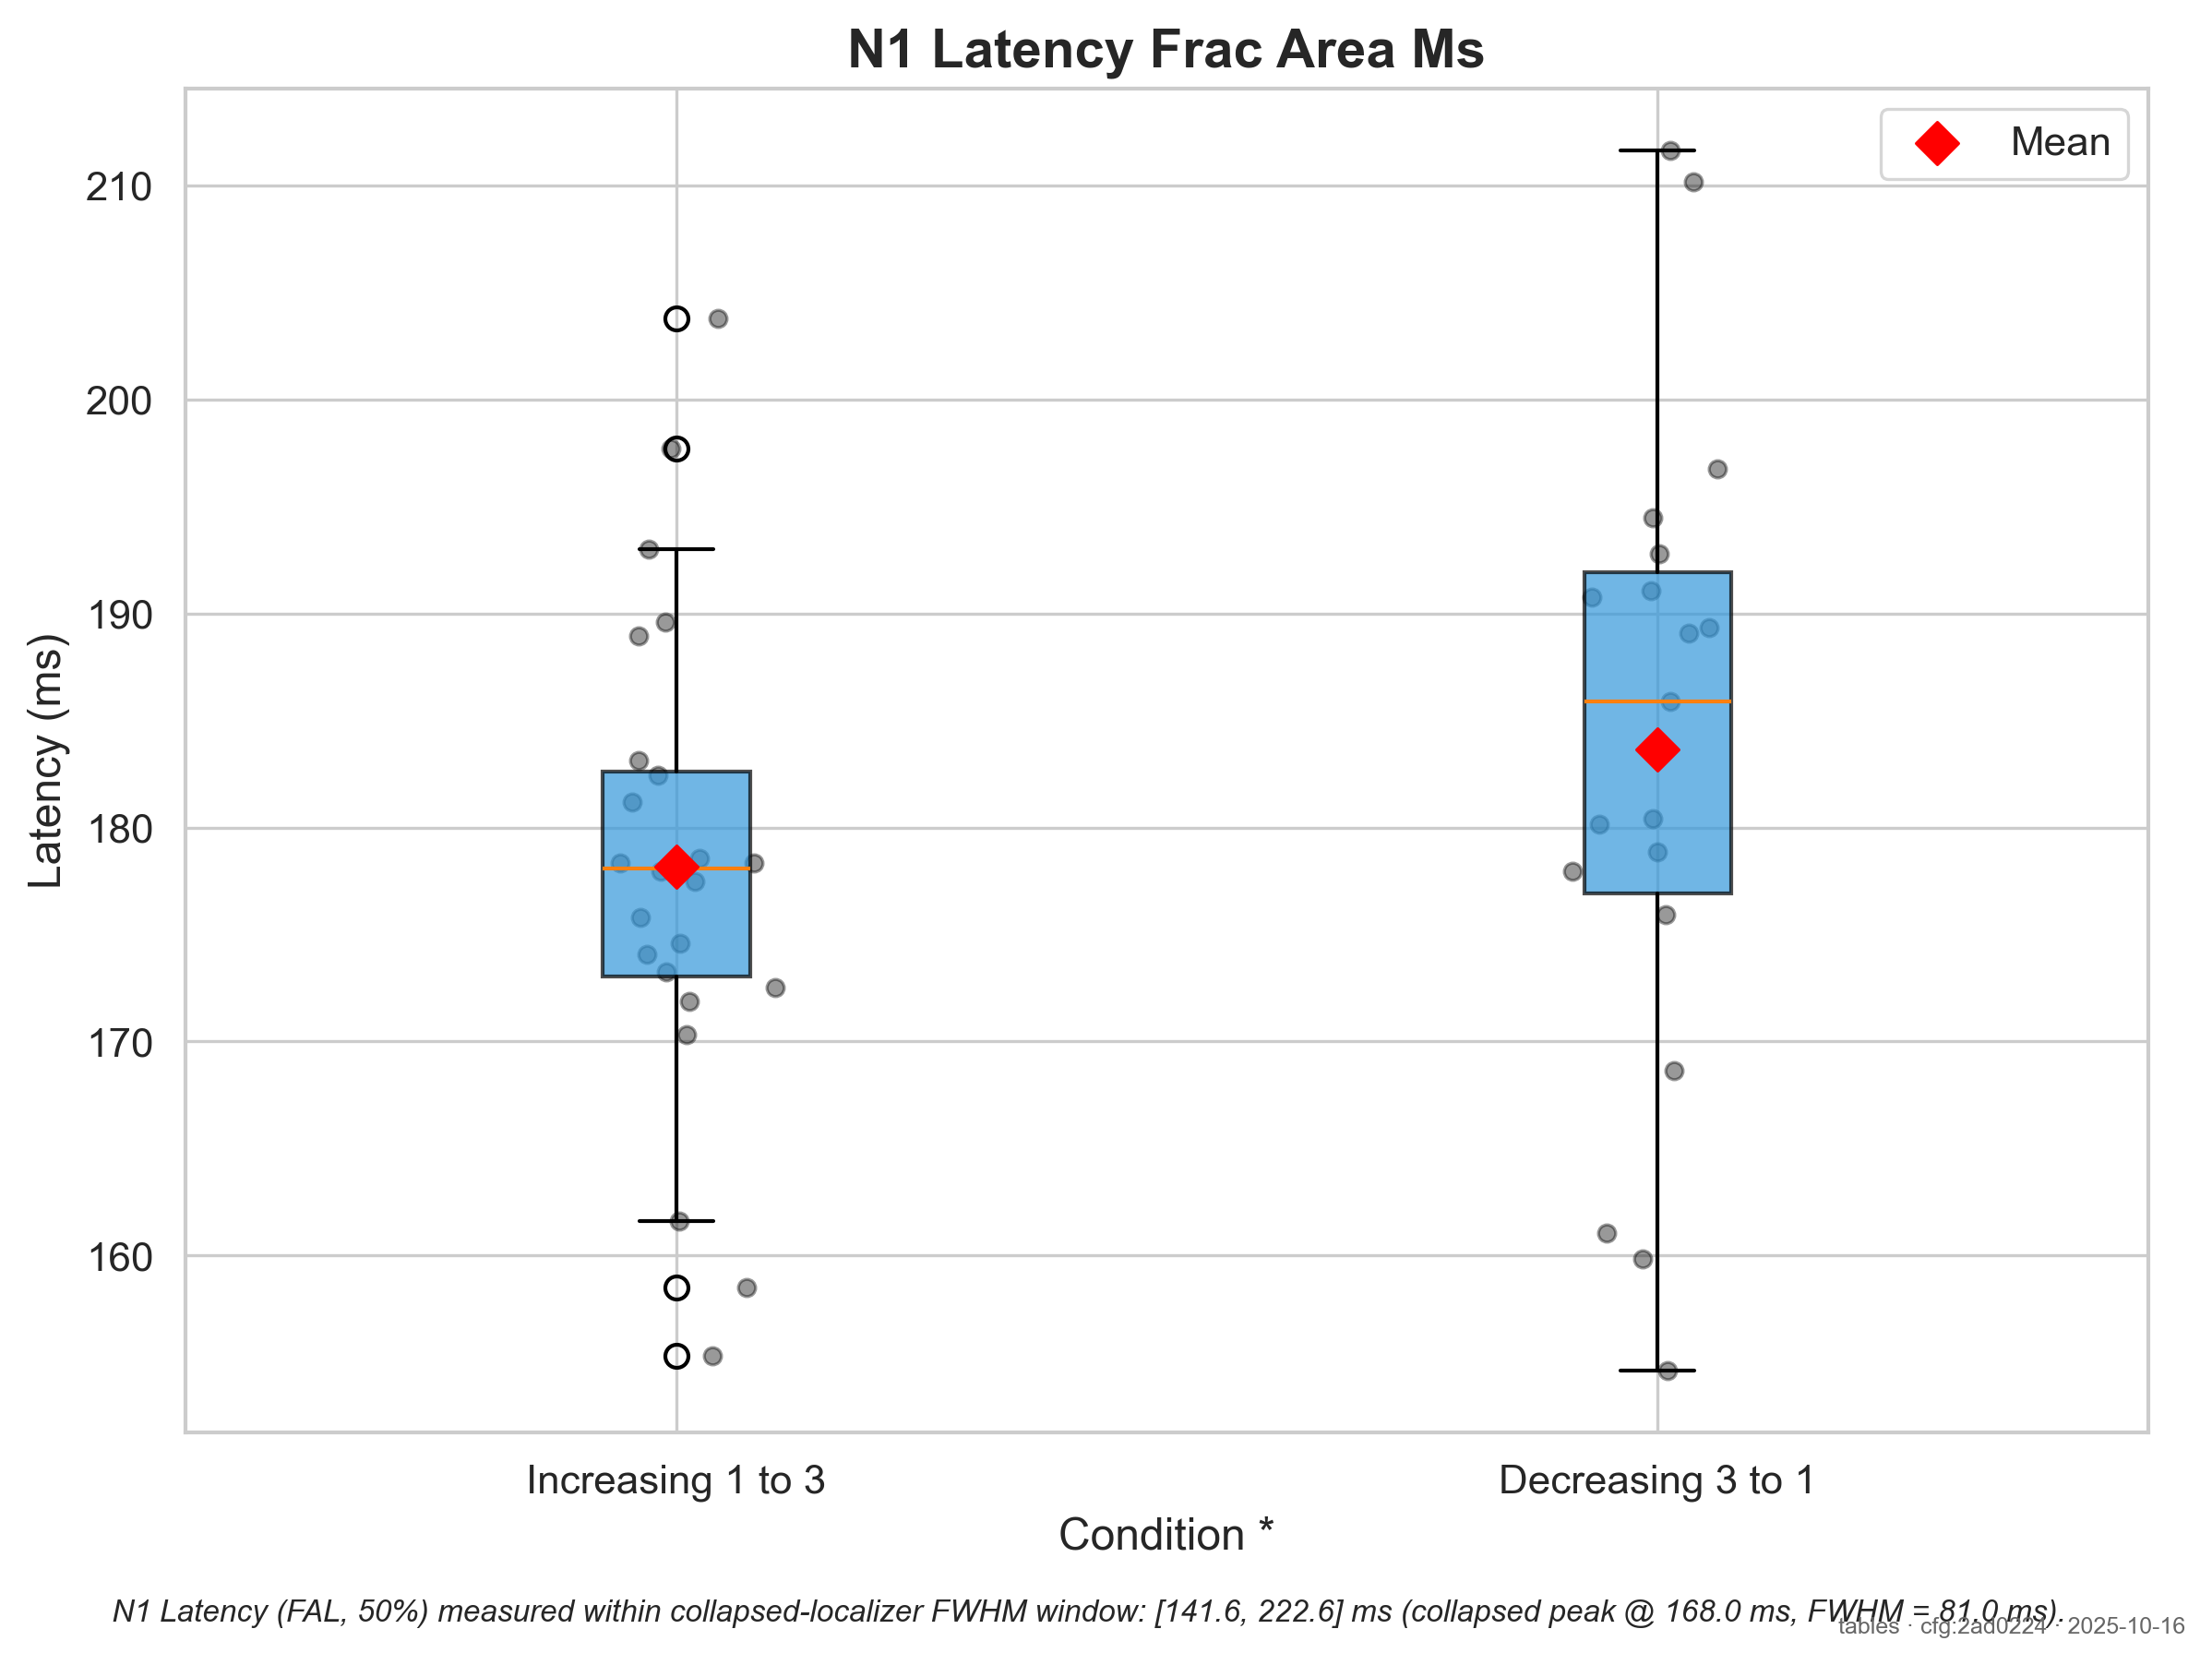 N1 Latency Frac Area Ms
Mean
210
200
190
180
170
160
Latency (ms)
Increasing 1 to 3
Decreasing 3 to 1
Condition *
N1 Latency (FAL, 50%) measured within collapsed-localizer FWHM window: [141.6, 222.6] ms (collapsed peak @ 168.0 ms, FWHM = 81.0 ms).
tables · cfg:2ad0224 · 2025-10-16